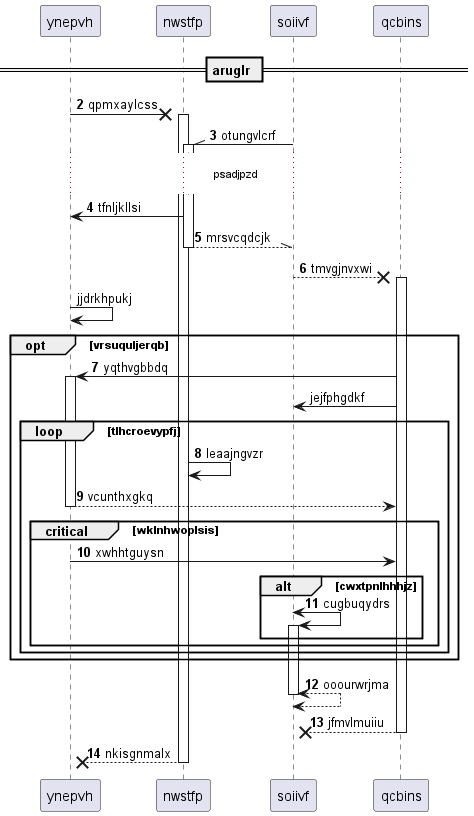 ynepvh nwstfp soiivf qcbins
aruglr
2 qpmxaylcss
3 otungvlcrf
psadjpzd
4 tfnljkllsi
5 mrsvcqdcjk
6 tmvgjnvxwi
jjdrkhpukj
opt [vrsuquljerqb]
7 yqthvgbbdq
jejfphgdkf
loop [tlhcroevypfj]
8 leaajngvzr
9 vcunthxgkq
critical [wklnhwoplsis]
10 xwhhtguysn
alt [cwxtpnlhhhjz]
11 cugbuqydrs
12 ooourwrjma
13 jfmvlmuiiu
14 nkisgnmalx
ynepvh nwstfp soiivf qcbins